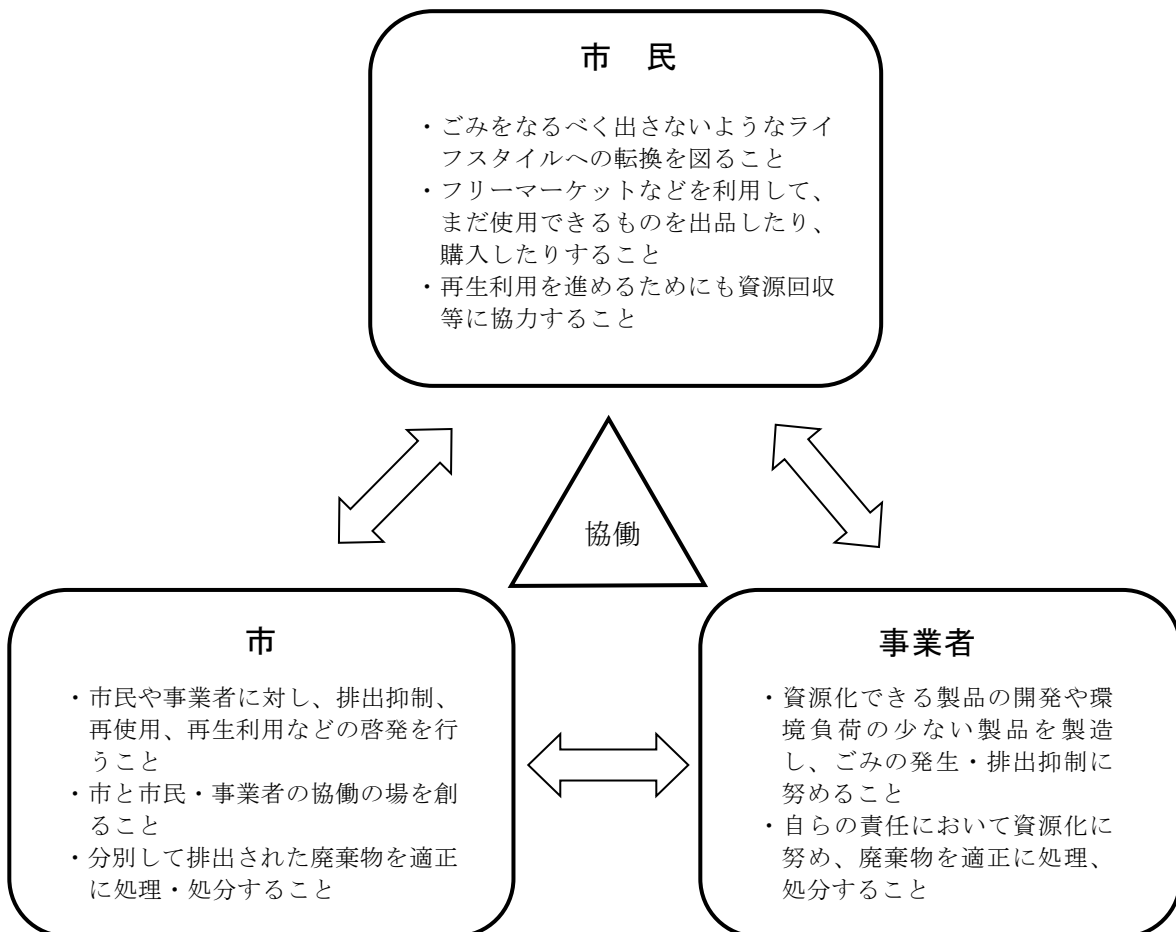 市　民
・ごみをなるべく出さないようなライ
フスタイルへの転換を図ること
・フリーマーケットなどを利用して、
まだ使用できるものを出品したり、
購入したりすること
・再生利用を進めるためにも資源回収
等に協力すること
協働
市
・市民や事業者に対し、排出抑制、
再使用、再生利用などの啓発を行
うこと
・市と市民・事業者の協働の場を創
ること
・分別して排出された廃棄物を適正
に処理・処分すること
事業者
・資源化できる製品の開発や環
境負荷の少ない製品を製造
し、ごみの発生・排出抑制に
努めること
・自らの責任において資源化に
努め、廃棄物を適正に処理、
処分すること